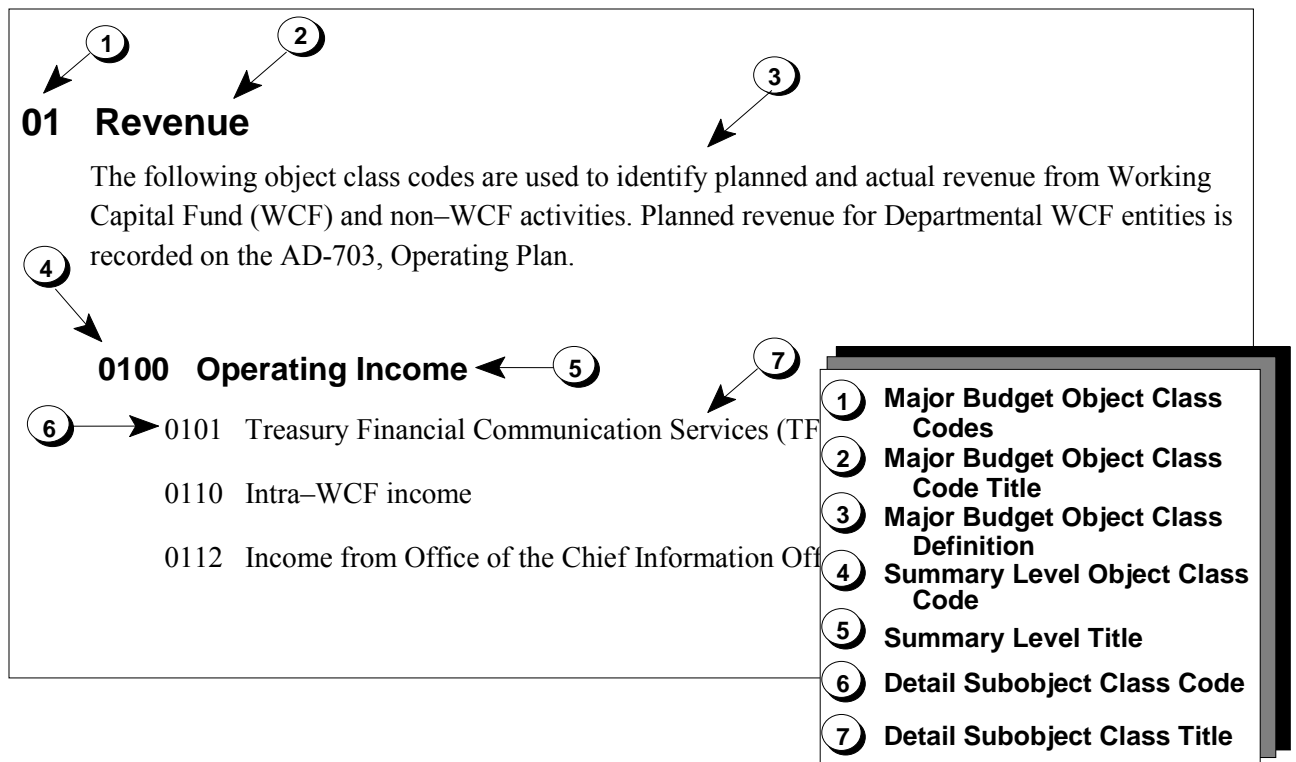 1
2
3
01 Revenue
The following object class codes are used to identify planned and actual revenue from Working
Capital Fund (WCF) and non–WCF activities. Planned revenue for Departmental WCF entities is
recorded on the AD-703, Operating Plan.
4
0100 Operating Income
5
7
6
0101 Treasury Financial Communication Services (TF
0110 Intra–WCF income
0112 Income from Office of the Chief Information Off
1 Major Budget Object Class
Codes
2 Major Budget Object Class
Code Title
3 Major Budget Object Class
Definition
4 Summary Level Object Class
Code
5 Summary Level Title
6 Detail Subobject Class Code
7 Detail Subobject Class Title